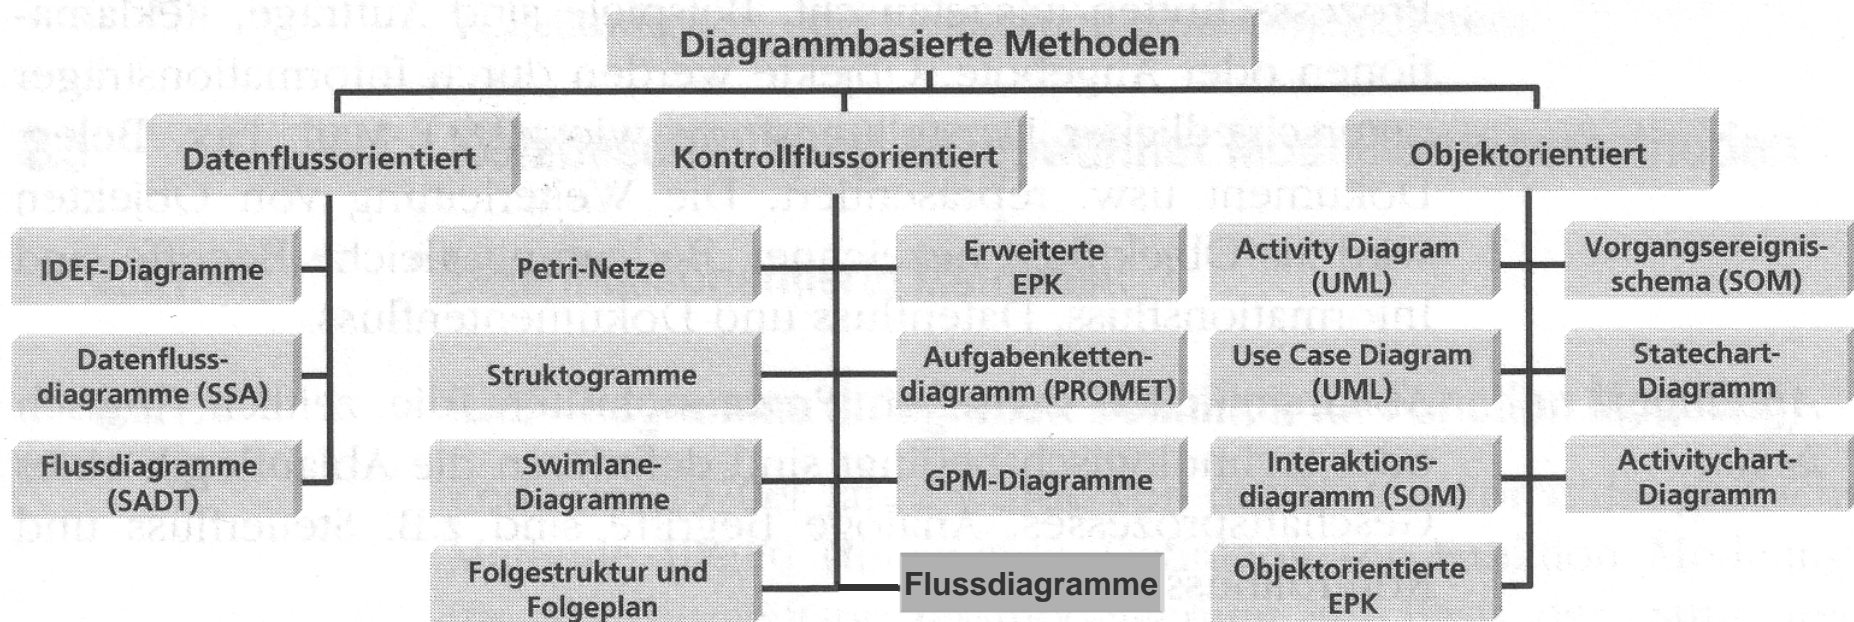 Diagrammbasierte Methoden
Datenflussorientiert
Kontrollflussorientiert
Objektorientiert
IDEF-Diagramme
Datenfluss-
diagramme (SSA)
Flussdiagramme
(SADT)
Petri-Netze
Erweiterte
EPK
Struktogramme
Aufgabenketten-
diagramm (PROMET)
Swimlane-
Diagramme
GPM-Diagramme
Folgestruktur und
Folgeplan
Flussdiagramme
Activity Diagram
(UML)
Vorgangsereignis-
schema (SOM)
Use Case Diagram
(UML)
Statechart-
Diagramm
Interaktions-
diagramm (SOM)
Activitychart-
Diagramm
Objektorientierte
EPK